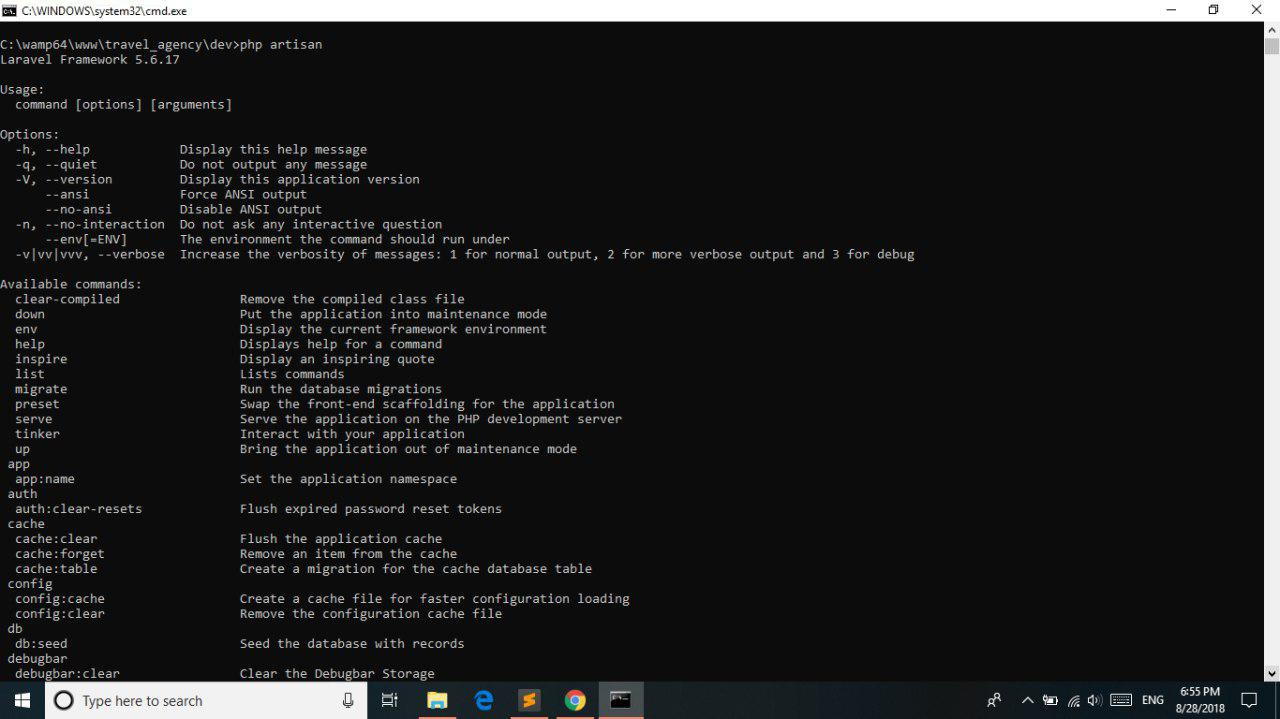 C:\WINDOWS\system32\cmd.exe
C:\wamp64\www\travel_agency\dev>php artisan
Laravel Framework 5.6.17
Usage:
  command [options] [arguments]
Options:
  -h, --help            Display this help message
  -q, --quiet           Do not output any message
  -V, --version         Display this application version
      --ansi            Force ANSI output
      --no-ansi         Disable ANSI output
  -n, --no-interaction  Do not ask any interactive question
      --env[=ENV]       The environment the command should run under
  -v|vv|vvv, --verbose  Increase the verbosity of messages: 1 for normal output, 2 for more verbose output and 3 for debug
Available commands:
  clear-compiled                Remove the compiled class file
  down                          Put the application into maintenance mode
  env                           Display the current framework environment
  help                          Displays help for a command
  inspire                       Display an inspiring quote
  list                          Lists commands
  migrate                       Run the database migrations
  preset                        Swap the front-end scaffolding for the application
  serve                         Serve the application on the PHP development server
  tinker                        Interact with your application
  up                            Bring the application out of maintenance mode
 app
  app:name                      Set the application namespace
 auth
  auth:clear-resets             Flush expired password reset tokens
 cache
  cache:clear                   Flush the application cache
  cache:forget                  Remove an item from the cache
  cache:table                   Create a migration for the cache database table
 config
  config:cache                  Create a cache file for faster configuration loading
  config:clear                  Remove the configuration cache file
 db
  db:seed                       Seed the database with records
 debugbar
  debugbar:clear                Clear the Debugbar Storage
Type here to search
ENG
6:55 PM
8/28/2018